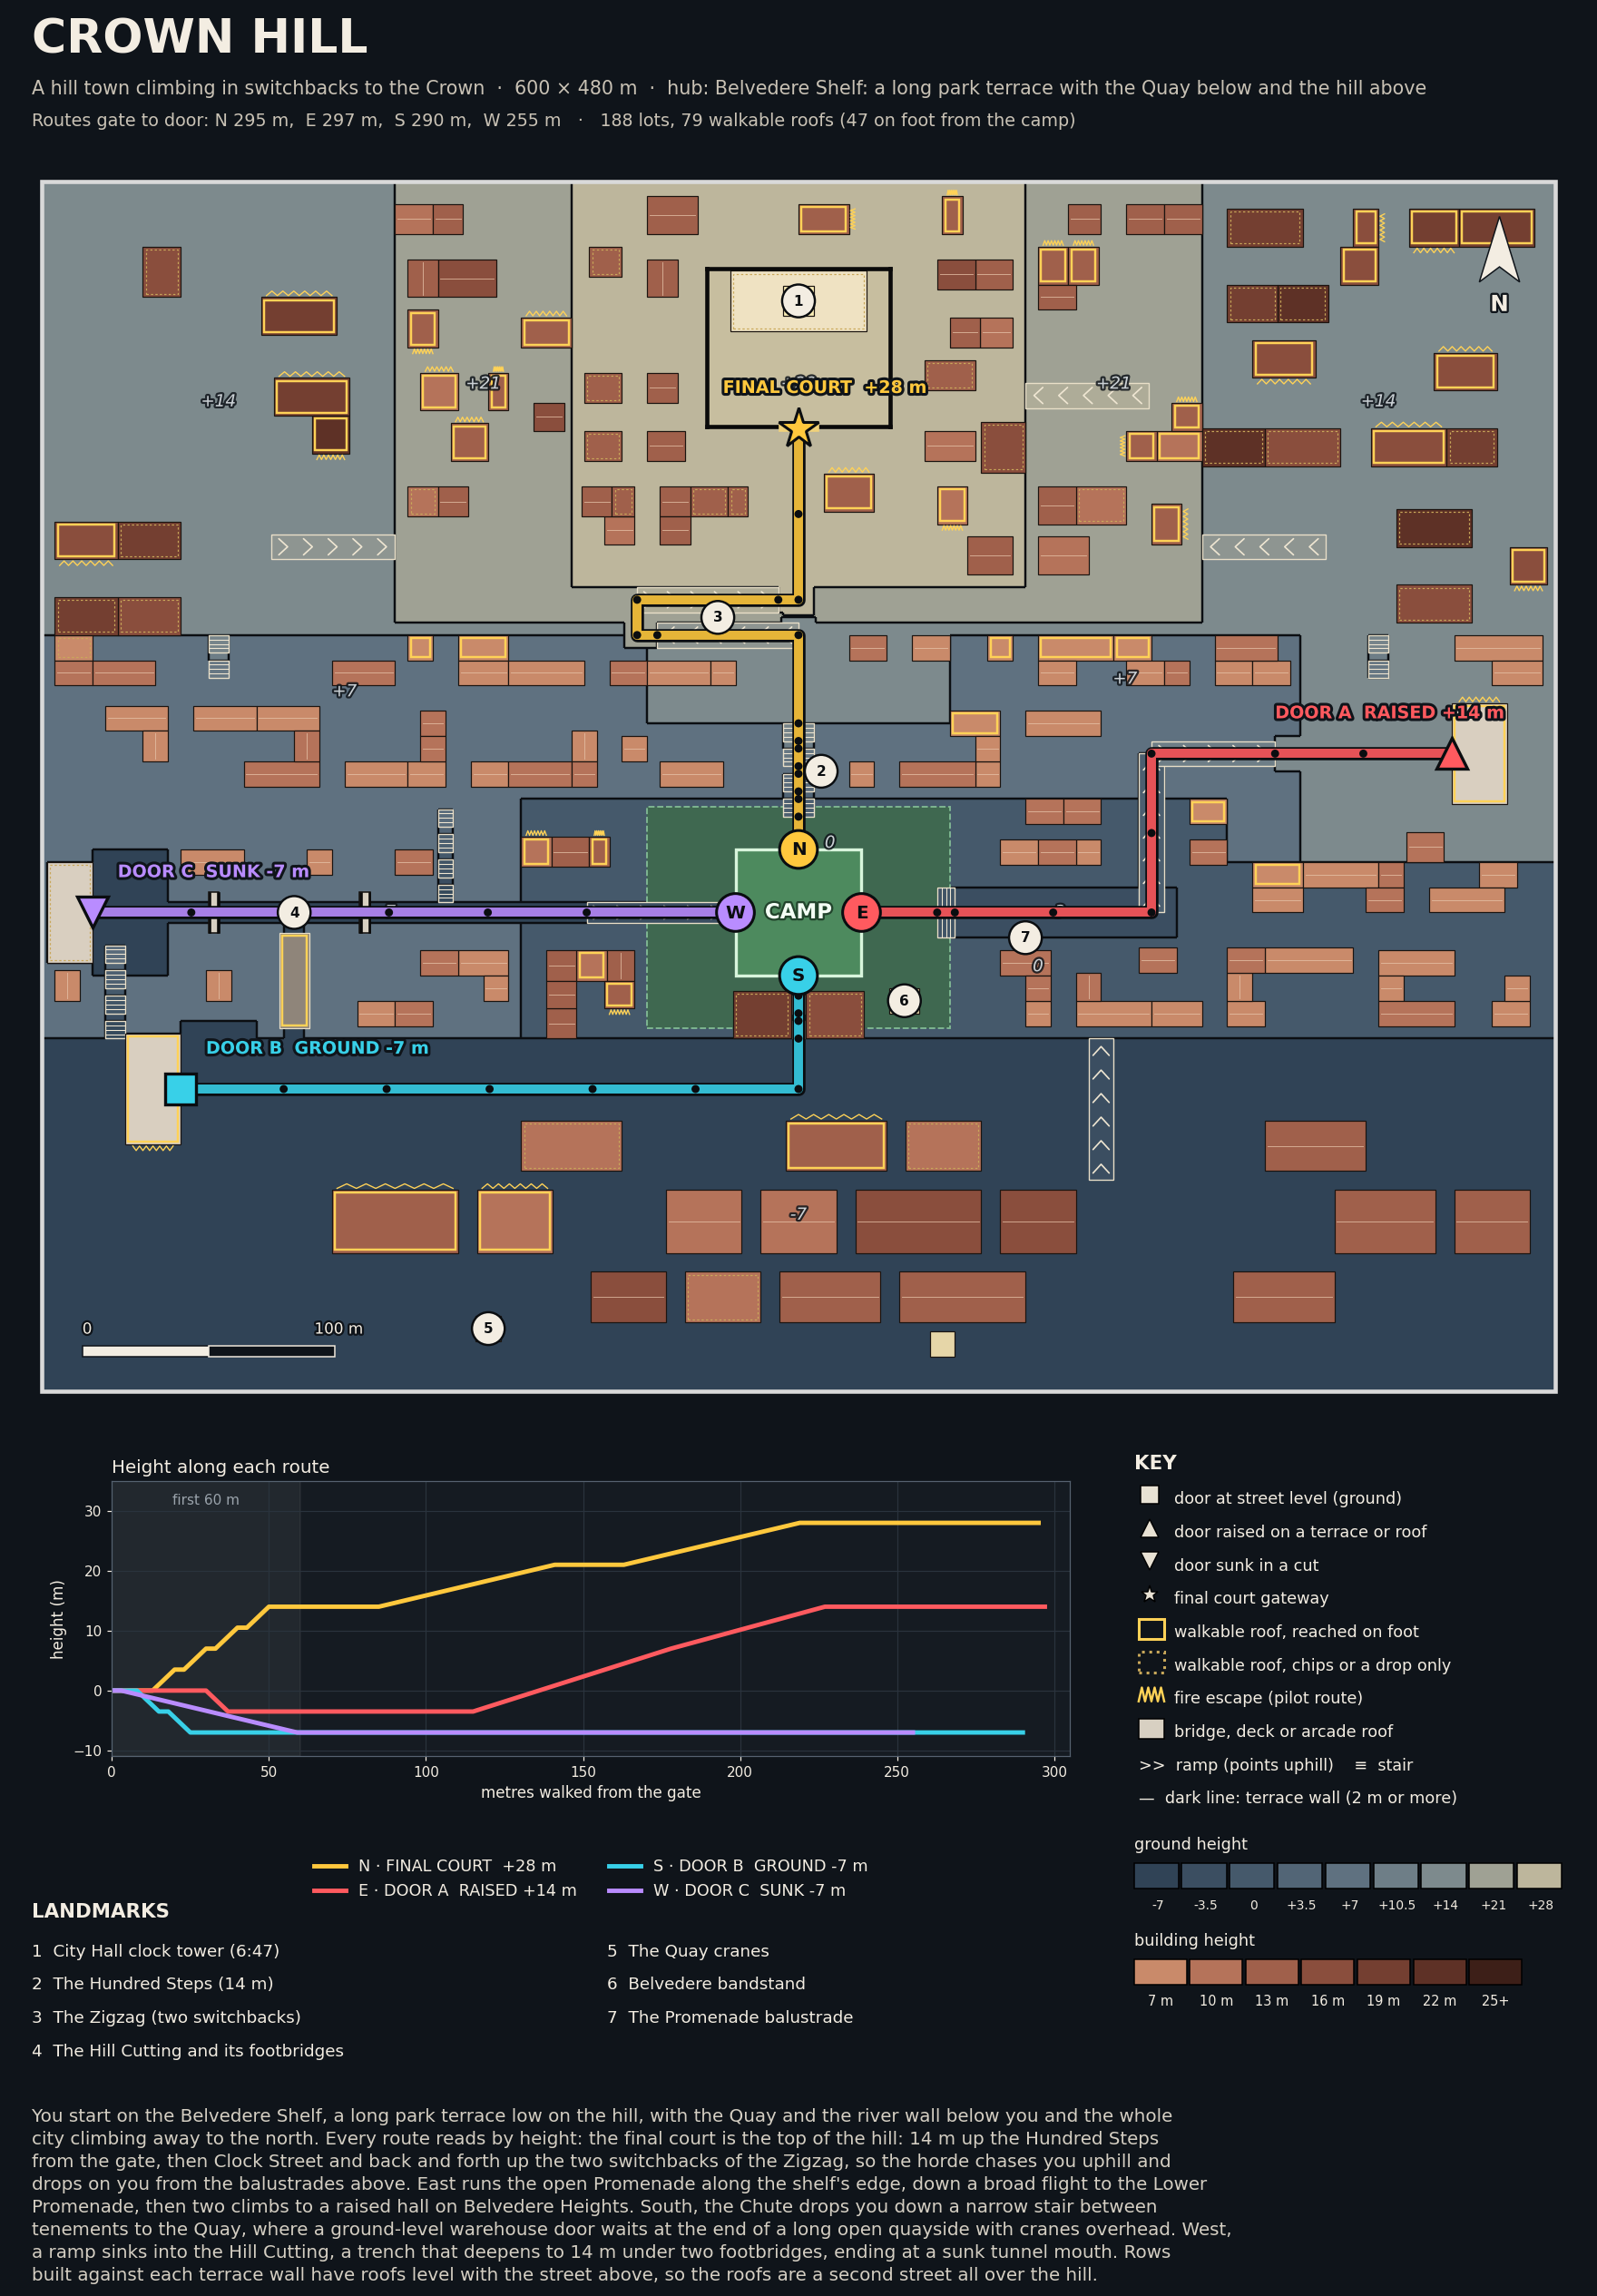 CROWN HILL
A hill town climbing in switchbacks to the Crown · 600 × 480 m · hub: Belvedere Shelf: a long park terrace with the Quay below and the hill above
Routes gate to door: N 295 m, E 297 m, S 290 m, W 255 m · 188 lots, 79 walkable roofs (47 on foot from the camp)
1
N
+21
FINAL COURT +28 m
+21
+14
+14
3
+7
+7
DOOR A RAISED +14 m
2
N
0
DOOR C SUNK -7 m
4
W
CAMP
E
7
0
S
6
DOOR B GROUND -7 m
-7
0
100 m
5
Height along each route
first 60 m
30
20
10
0
−10
height (m)
0
50
100
150
200
250
300
metres walked from the gate
N · FINAL COURT +28 m
S · DOOR B GROUND -7 m
E · DOOR A RAISED +14 m
W · DOOR C SUNK -7 m
KEY
door at street level (ground)
door raised on a terrace or roof
door sunk in a cut
final court gateway
walkable roof, reached on foot
walkable roof, chips or a drop only
fire escape (pilot route)
bridge, deck or arcade roof
>> ramp (points uphill) ≡ stair
— dark line: terrace wall (2 m or more)
ground height
-7 -3.5 0 +3.5 +7 +10.5 +14 +21 +28
building height
7 m 10 m 13 m 16 m 19 m 22 m 25+
LANDMARKS
1 City Hall clock tower (6:47)
2 The Hundred Steps (14 m)
3 The Zigzag (two switchbacks)
4 The Hill Cutting and its footbridges
5 The Quay cranes
6 Belvedere bandstand
7 The Promenade balustrade
You start on the Belvedere Shelf, a long park terrace low on the hill, with the Quay and the river wall below you and the whole
city climbing away to the north. Every route reads by height: the final court is the top of the hill: 14 m up the Hundred Steps
from the gate, then Clock Street and back and forth up the two switchbacks of the Zigzag, so the horde chases you uphill and
drops on you from the balustrades above. East runs the open Promenade along the shelf's edge, down a broad flight to the Lower
Promenade, then two climbs to a raised hall on Belvedere Heights. South, the Chute drops you down a narrow stair between
tenements to the Quay, where a ground-level warehouse door waits at the end of a long open quayside with cranes overhead. West,
a ramp sinks into the Hill Cutting, a trench that deepens to 14 m under two footbridges, ending at a sunk tunnel mouth. Rows
built against each terrace wall have roofs level with the street above, so the roofs are a second street all over the hill.